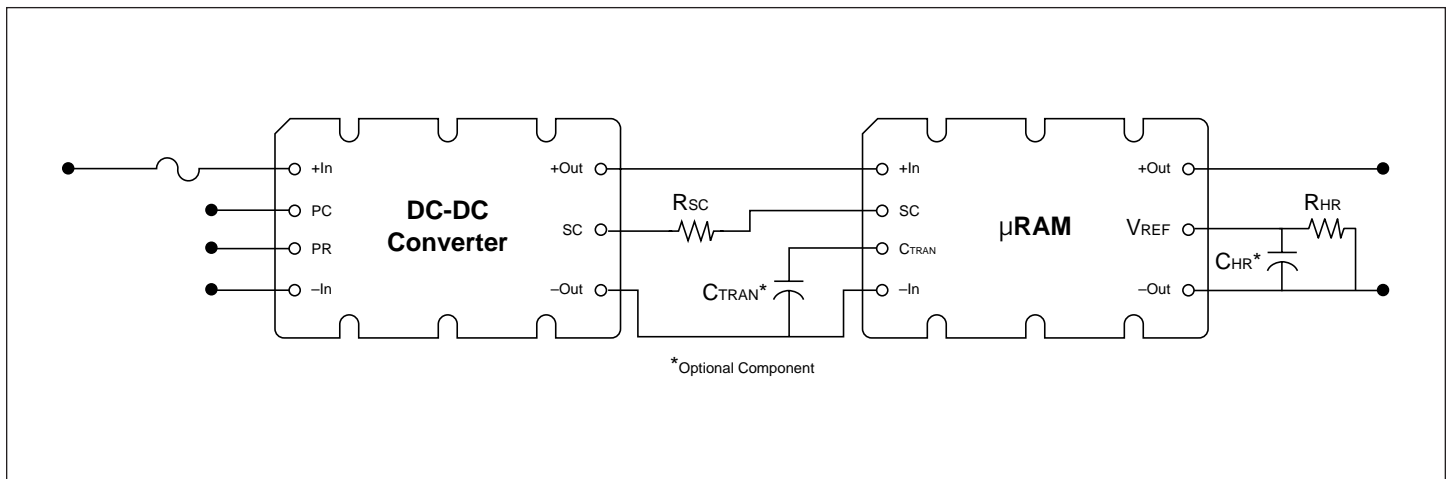 +In
PC
PR
–In
DC-DC
Converter
+Out
SC
–Out
RSC
CTRAN*
+In
SC
CTRAN
–In
µRAM
+Out
VREF
–Out
CHR*
RHR
*Optional Component